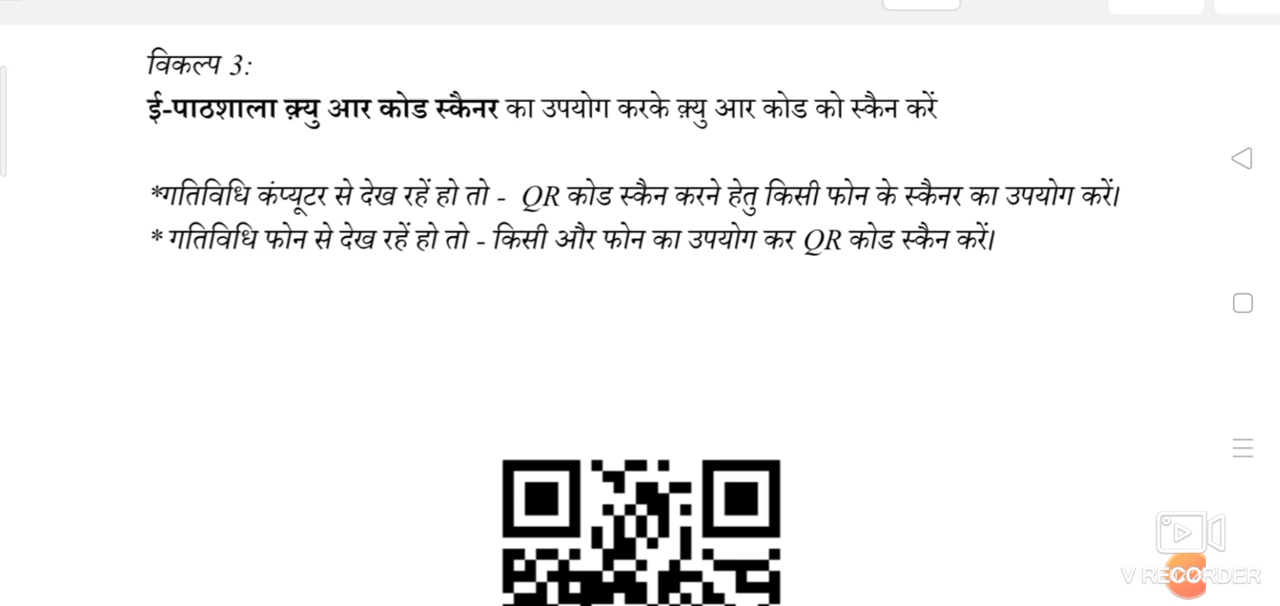 विकल्प 3:
ई-पाठशाला क़्यु आर कोड स्कैनर का उपयोग करके क़्यु आर कोड को स्कैन करें
*गतिविधि कंप्यूटर से देख रहें हो तो - QR कोड स्कैन करने हेतु किसी फोन के स्कैनर का उपयोग करें।
* गतिविधि फोन से देख रहें हो तो - किसी और फोन का उपयोग कर QR कोड स्कैन करें।
V RECORDER